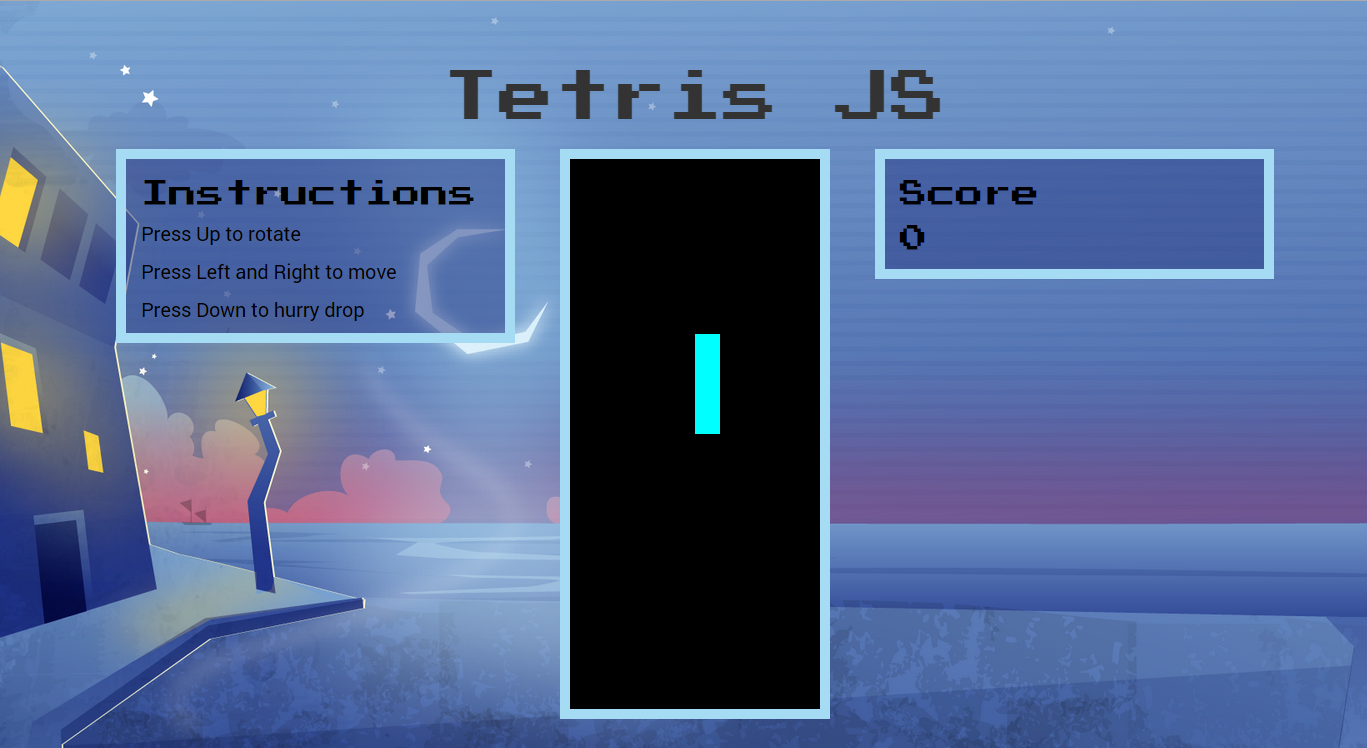 Tetris JS
Instructions
Press Up to rotate
Press Left and Right to move
Press Down to hurry drop
Score
0